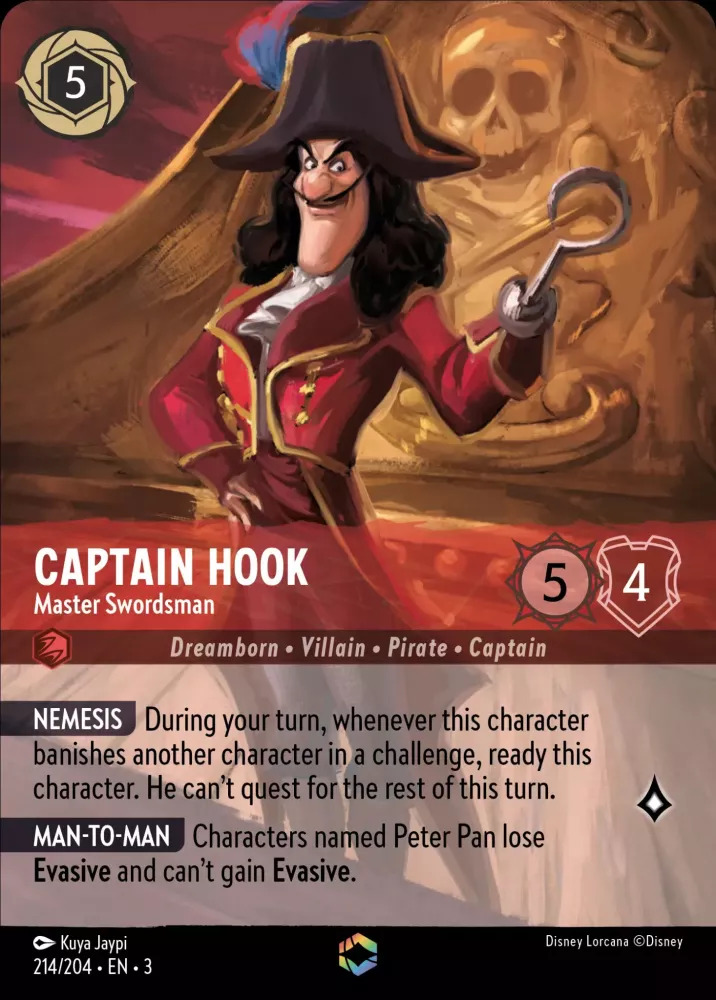 5
CAPTAIN HOOK
Master Swordsman
5
4
Dreamborn • Villain • Pirate • Captain
NEMESIS During your turn, whenever this character
banishes another character in a challenge, ready this
character. He can't quest for the rest of this turn.
MAN-TO-MAN Characters named Peter Pan lose
Evasive and can't gain Evasive.
Kuya Jaypi
Disney Lorcana ©Disney
214/204 • EN • 3